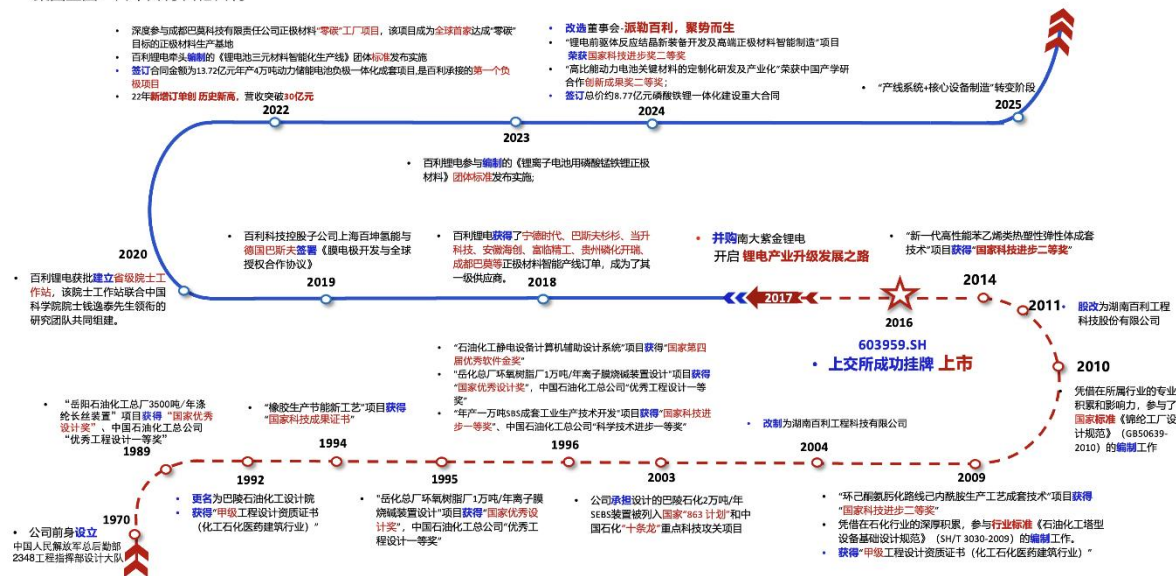 • 深度参与成都巴莫科技有限责任公司正极材料“零碳”工厂项目，该项目成为全球首家达成“零碳”
目标的正极材料生产基地
• 百利锂电牵头编制的《锂电池三元材料智能化生产线》团体标准发布实施
• 签订合同金额为13.72亿元年产4万吨动力储能电池负极一体化成套项目,是百利承接的第一个负
极项目
• 22年新增订单创 历史新高，营收突破30亿元
2022
• 改选董事会-派勒百利，聚势而生
• “锂电前驱体反应结晶新装备开发及高端正极材料智能制造”项目
荣获国家科技进步奖二等奖
• “高比能动力电池关键材料的定制化研发及产业化”荣获中国产学研
合作创新成果奖二等奖；
• 签订总价约8.77亿元磷酸铁锂一体化建设重大合同
2024
• “产线系统+核心设备制造”转变阶段
2025
2023
• 百利锂电参与编制的《锂离子电池用磷酸锰铁锂正极
材料》团体标准发布实施;
2020
• 百利锂电获批建立省级院士工
作站，该院士工作站联合中国
科学院院士钱逸泰先生领衔的
研究团队共同组建。
• 百利科技控股子公司上海百坤氢能与
德国巴斯夫签署《膜电极开发与全球
授权合作协议》
2019
• 百利锂电获得了宁德时代、巴斯夫杉杉、当升
科技、安徽海创、富临精工、贵州磷化开瑞、
成都巴莫等正极材料智能产线订单，成为了其
一级供应商。
2018
• 并购南大紫金锂电
开启 锂电产业升级发展之路
2017
2016
603959.SH
• 上交所成功挂牌 上市
• “新一代高性能苯乙烯类热塑性弹性体成套
技术”项目获得“国家科技进步二等奖”
2014
2011
• 股改为湖南百利工程
科技股份有限公司
2010
凭借在所属行业的专业
积累和影响力，参与了
国家标准《锦纶工厂设
计规范》（GB50639-
2010）的编制工作
• “岳阳石油化工总厂3500吨/年涤
纶长丝装置”项目获得“国家优秀
设计奖”、中国石油化工总公司
“优秀工程设计一等奖”
1989
• “橡胶生产节能新工艺”项目获得
“国家科技成果证书”
1994
• “石油化工静电设备计算机辅助设计系统”项目获得“国家第四
届优秀软件金奖”
• “岳化总厂环氧树脂厂1万吨/年离子膜烧碱装置设计”项目获得
“国家优秀设计奖”，中国石油化工总公司“优秀工程设计一等
奖”
• “年产一万吨SBS成套工业生产技术开发”项目获得“国家科技进
步一等奖”、中国石油化工总公司“科学技术进步一等奖”
1996
• 改制为湖南百利工程科技有限公司
2004
1970
• 公司前身设立
中国人民解放军总后勤部
2348工程指挥部设计大队
1992
• 更名为巴陵石油化工设计院
• 获得“甲级工程设计资质证书
（化工石化医药建筑行业）”
1995
• “岳化总厂环氧树脂厂1万吨/年离子膜
烧碱装置设计”项目获得“国家优秀设
计奖”，中国石油化工总公司“优秀工
程设计一等奖”
2003
公司承担设计的巴陵石化2万吨/年
SEBS装置被列入国家“863 计划”和中
国石化“十条龙”重点科技攻关项目
2009
• “环己酮氨肟化路线己内酰胺生产工艺成套技术”项目获得
“国家科技进步二等奖”
• 凭借在石化行业的深厚积累，参与行业标准《石油化工塔型
设备基础设计规范》（SH/T 3030-2009）的编制工作。
• 获得“甲级工程设计资质证书（化工石化医药建筑行业）”